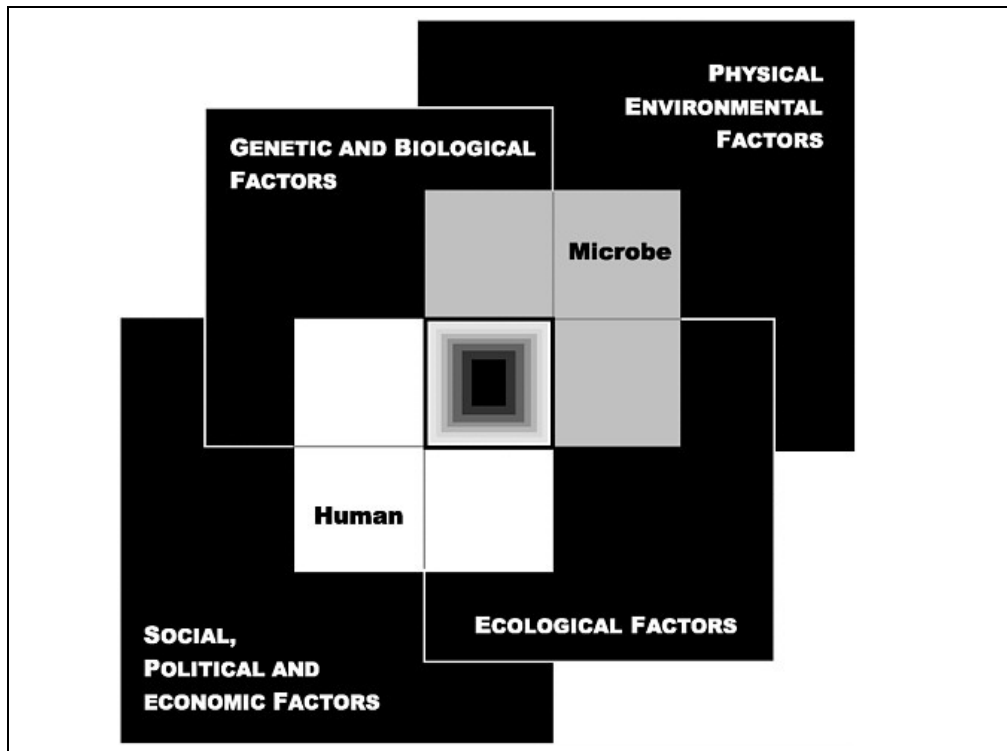 PHYSICAL
ENVIRONMENTAL
FACTORS
GENETIC AND BIOLOGICAL
FACTORS
Microbe
Human
ECOLOGICAL FACTORS
SOCIAL,
POLITICAL AND
ECONOMIC FACTORS